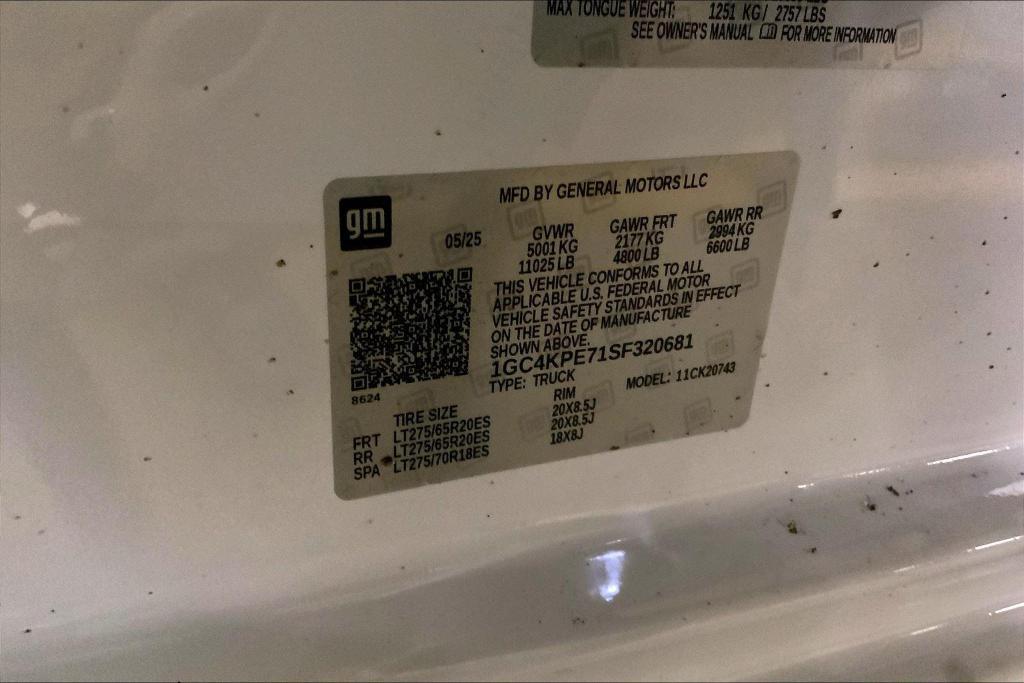 MAX TONGUE WEIGHT: 1251 KG / 2757 LBS
SEE OWNER'S MANUAL FOR MORE INFORMATION
gm
MFD BY GENERAL MOTORS LLC
05/25
GVWR GAWR FRT GAWR RR
5001 KG 2177 KG 2994 KG
11025 LB 4800 LB 6600 LB
THIS VEHICLE CONFORMS TO ALL
APPLICABLE U.S. FEDERAL MOTOR
VEHICLE SAFETY STANDARDS IN EFFECT
ON THE DATE OF MANUFACTURE
SHOWN ABOVE.
1GC4KPE71SF320681
TYPE: TRUCK MODEL: 11CK20743
8624
TIRE SIZE RIM
FRT LT275/65R20ES 20X8.5J
RR LT275/65R20ES 20X8.5J
SPA LT275/70R18ES 18X8J